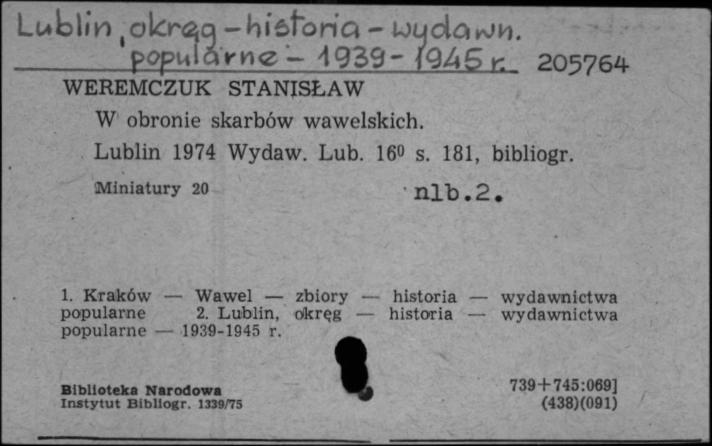 Lublin, okręg - historia - wydawn.
popularne - 1939-1945 r. 205764
WEREMCZUK STANISŁAW
W obronie skarbów wawelskich.
Lublin 1974 Wydaw. Lub. 16⁰ s. 181, bibliogr.
Miniatury 20 nlb.2.
1. Kraków — Wawel — zbiory — historia — wydawnictwa
popularne 2. Lublin, okręg — historia — wydawnictwa
popularne — 1939-1945 r.
Biblioteka Narodowa 739+745:069]
Instytut Bibliogr. 1339/75 (438)(091)